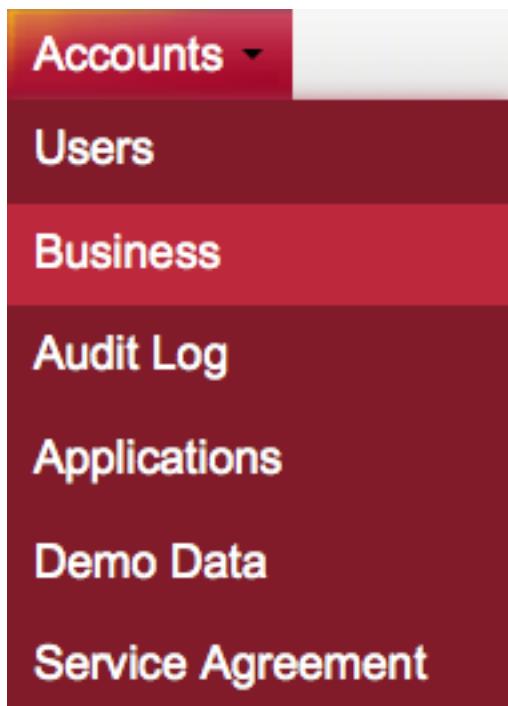 Accounts
Users
Business
Audit Log
Applications
Demo Data
Service Agreement